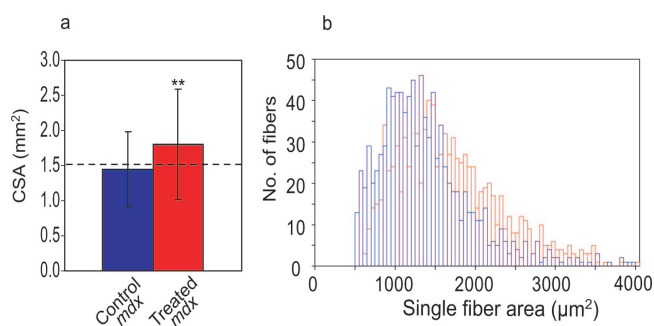 a
b
3.0
2.5
2.0
1.5
1.0
0.5
0.0
CSA (mm²)
**
Control
mdx
Treated
mdx
50
40
30
20
10
0
No. of fibers
0 1000 2000 3000 4000
Single fiber area (µm²)